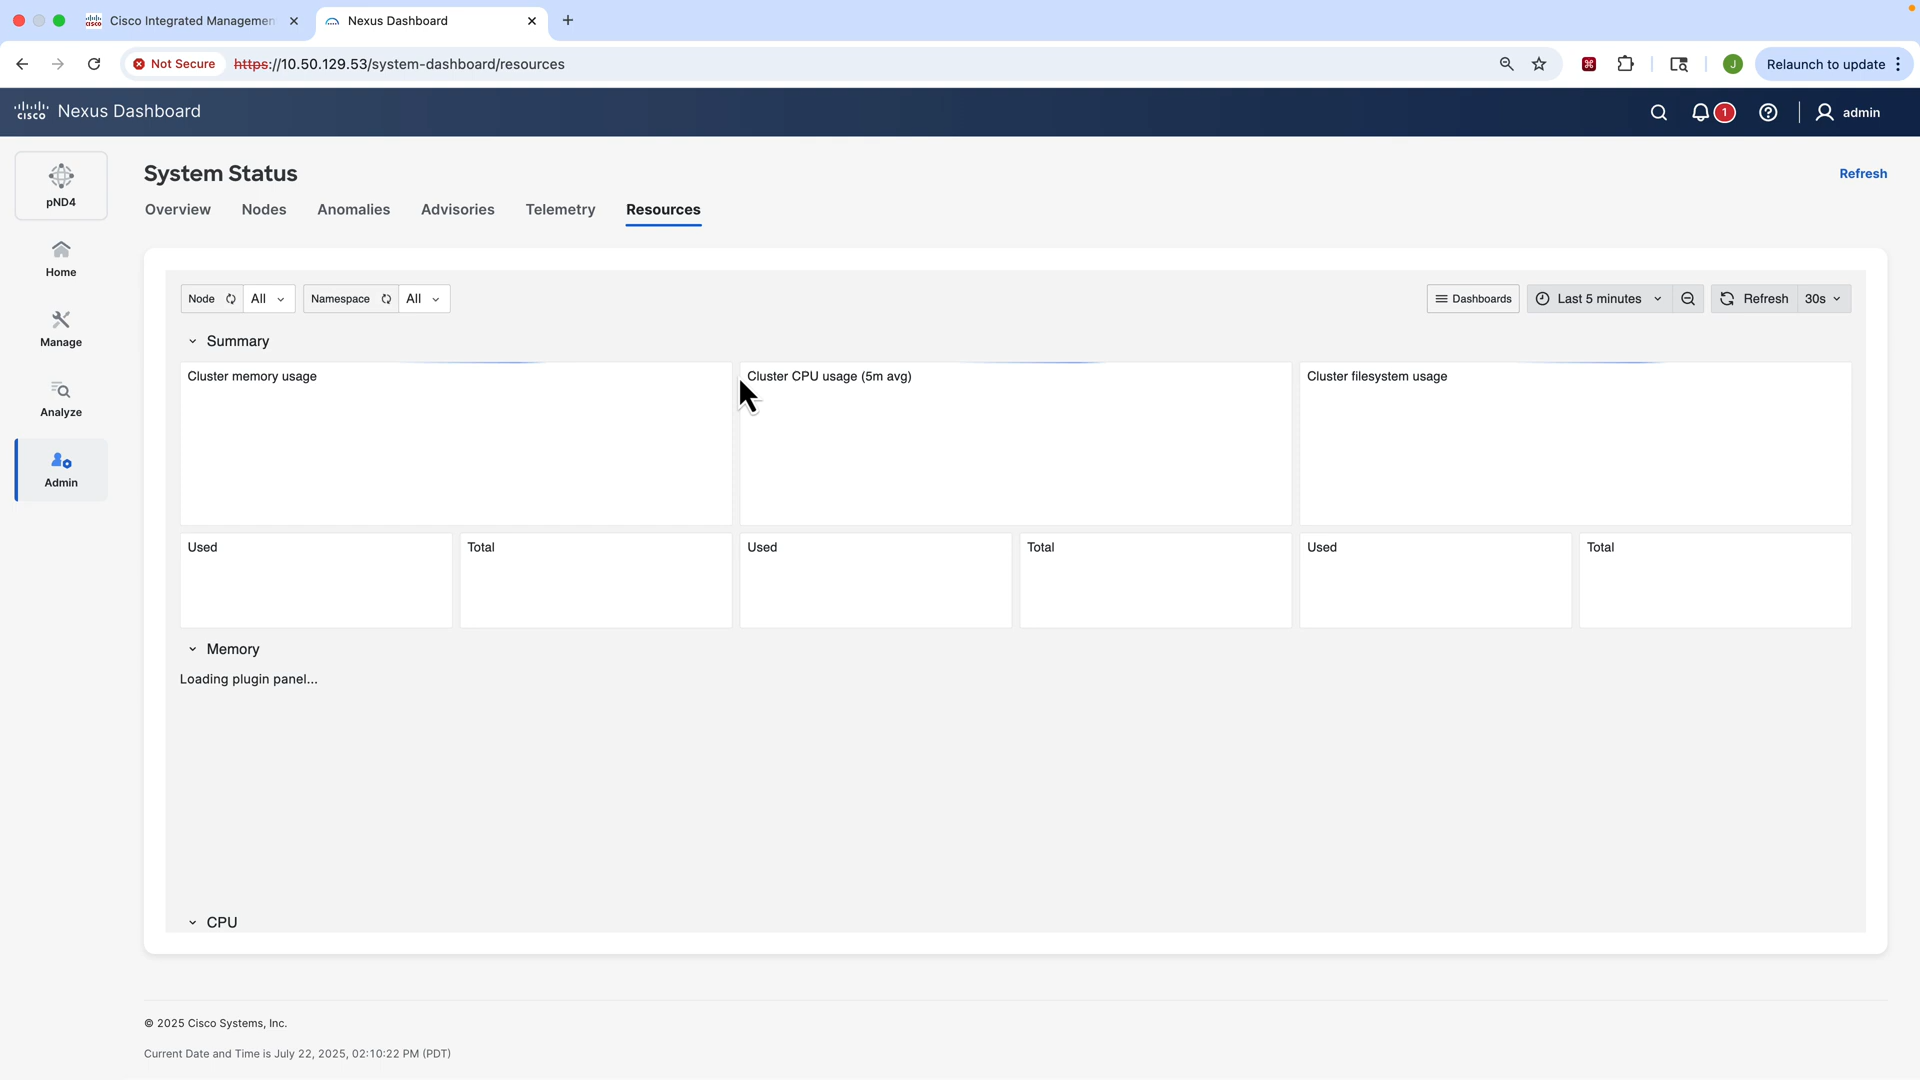 Cisco Integrated Managemen
Nexus Dashboard
Not Secure
https://10.50.129.53/system-dashboard/resources
J
Relaunch to update
cisco Nexus Dashboard
1
admin
pND4
Home
Manage
Analyze
Admin
System Status
Refresh
Overview Nodes Anomalies Advisories Telemetry Resources
Node All Namespace All
Dashboards Last 5 minutes Refresh 30s
Summary
Cluster memory usage
Cluster CPU usage (5m avg)
Cluster filesystem usage
Used
Total
Used
Total
Used
Total
Memory
Loading plugin panel...
CPU
© 2025 Cisco Systems, Inc.
Current Date and Time is July 22, 2025, 02:10:22 PM (PDT)